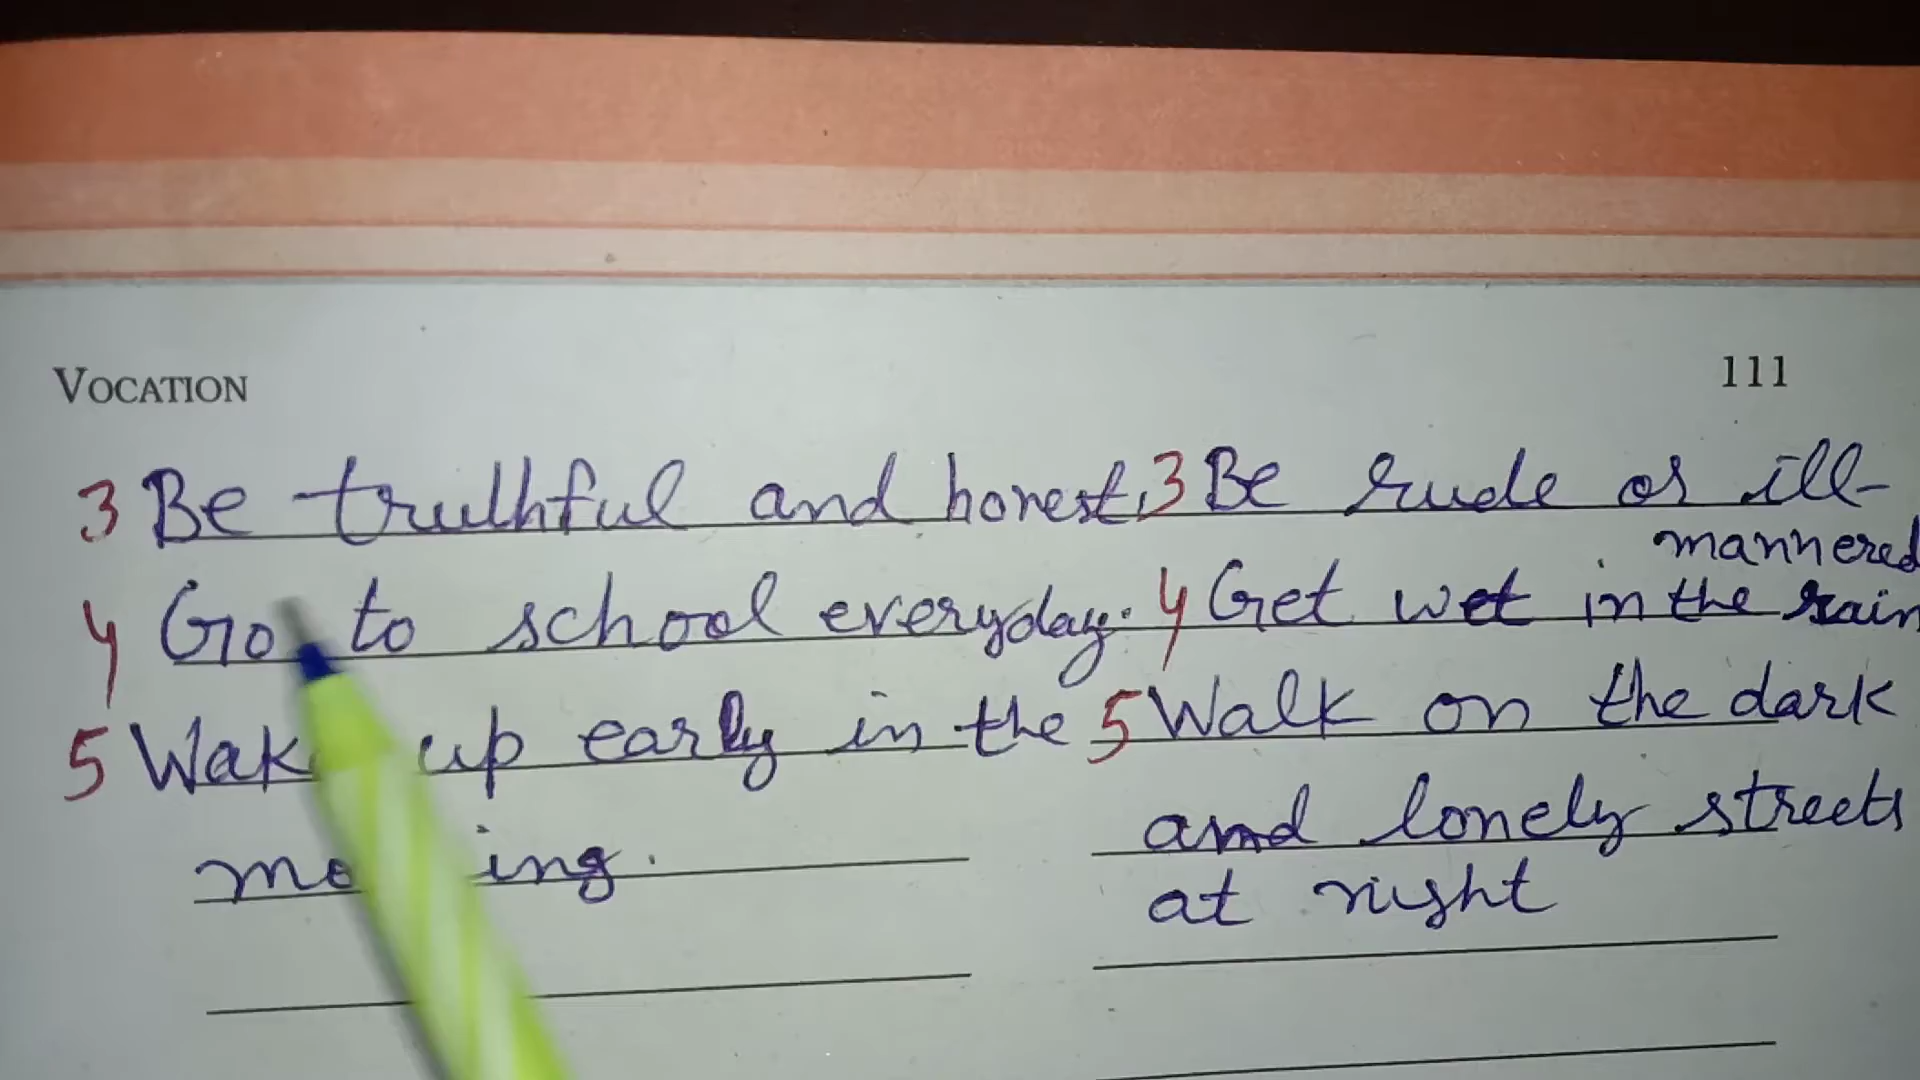 VOCATION 111
3 Be truthful and honest. 3 Be rude or ill-
mannered
4 Go to school everyday. 4 Get wet in the rain
5 up early in the 5 Walk on the dark
and lonely streets
at night